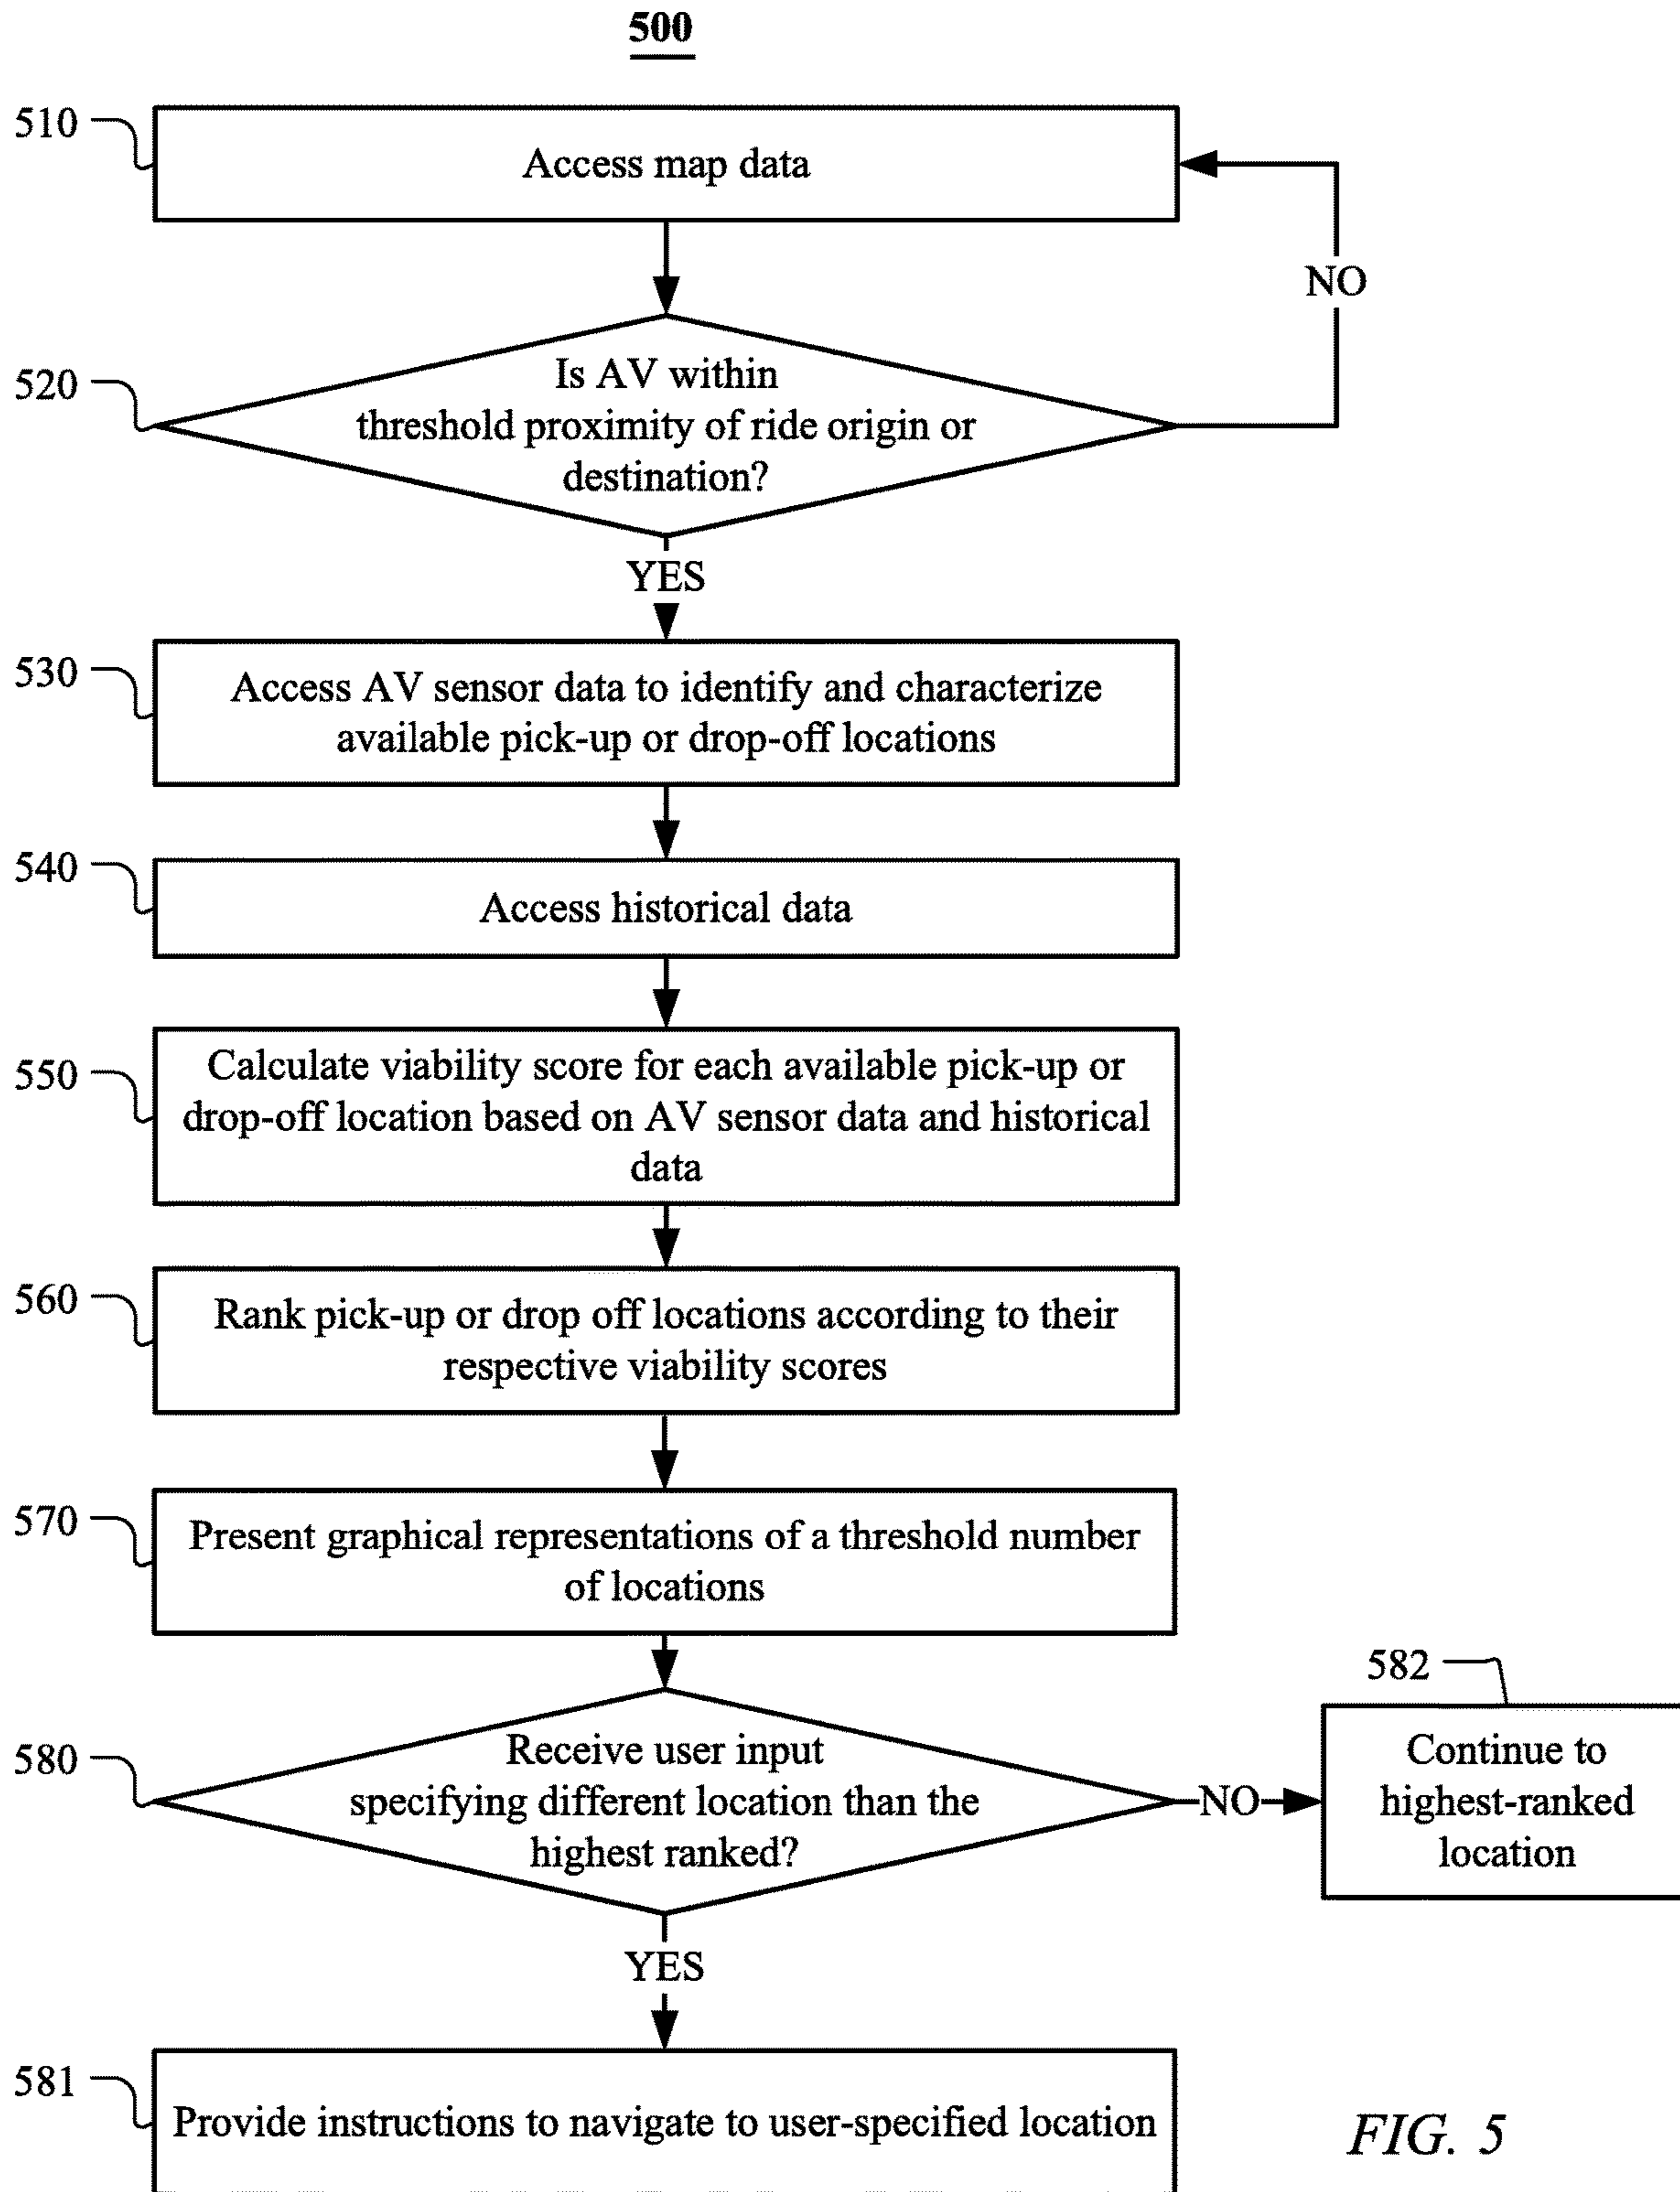 500
510
Access map data
NO
520
Is AV within
threshold proximity of ride origin or
destination?
YES
530
Access AV sensor data to identify and characterize
available pick-up or drop-off locations
540
Access historical data
550
Calculate viability score for each available pick-up or
drop-off location based on AV sensor data and historical
data
560
Rank pick-up or drop off locations according to their
respective viability scores
570
Present graphical representations of a threshold number
of locations
580
Receive user input
specifying different location than the
highest ranked?
NO
582
Continue to
highest-ranked
location
YES
581
Provide instructions to navigate to user-specified location
FIG. 5